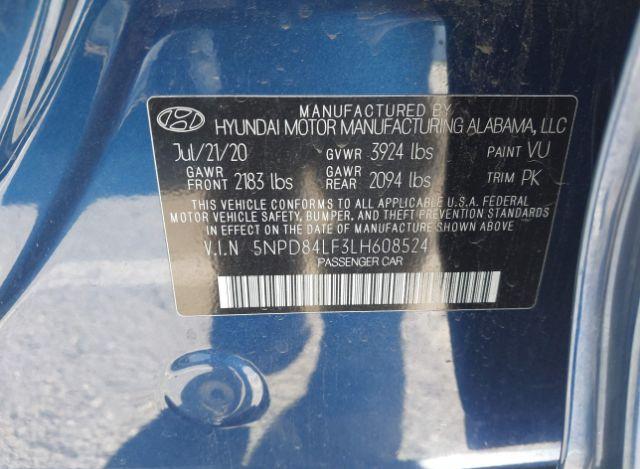 MANUFACTURED BY
HYUNDAI MOTOR MANUFACTURING ALABAMA, LLC
Jul/21/20 GVWR 3924 lbs PAINT VU
GAWR FRONT 2183 lbs GAWR REAR 2094 lbs TRIM PK
THIS VEHICLE CONFORMS TO ALL APPLICABLE U.S.A. FEDERAL
MOTOR VEHICLE SAFETY, BUMPER, AND THEFT PREVENTION
STANDARDS IN EFFECT ON THE DATE OF MANUFACTURE SHOWN ABOVE
V.I.N 5NPD84LF3LH608524
PASSENGER CAR